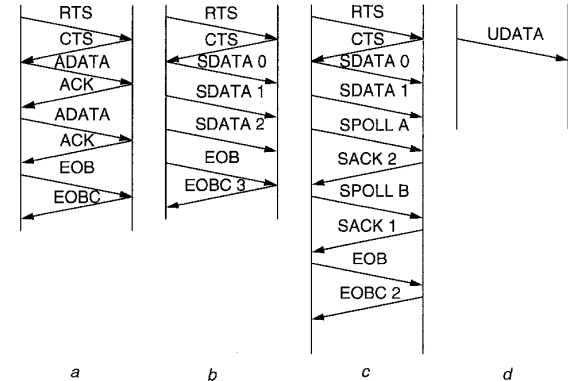 RTS
CTS
ADATA
ACK
ADATA
ACK
EOB
EOBC
a
RTS
CTS
SDATA 0
SDATA 1
SDATA 2
EOB
EOBC 3
b
RTS
CTS
SDATA 0
SDATA 1
SPOLL A
SACK 2
SPOLL B
SACK 1
EOB
EOBC 2
c
UDATA
d